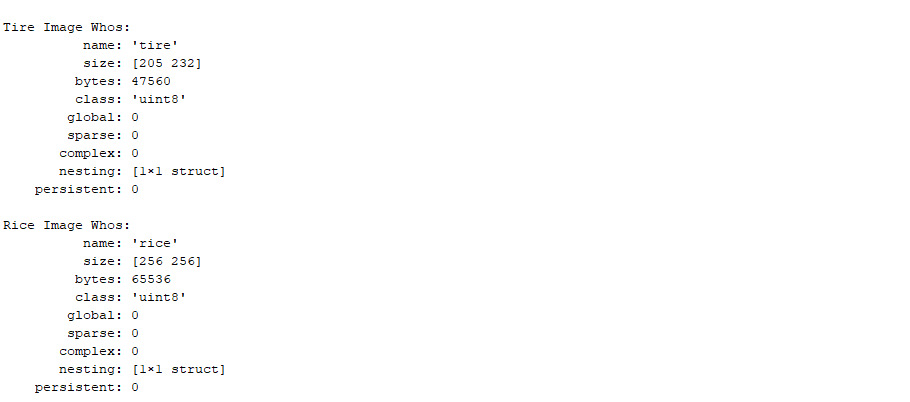 Tire Image Whos:
name: 'tire'
size: [205 232]
bytes: 47560
class: 'uint8'
global: 0
sparse: 0
complex: 0
nesting: [1×1 struct]
persistent: 0
Rice Image Whos:
name: 'rice'
size: [256 256]
bytes: 65536
class: 'uint8'
global: 0
sparse: 0
complex: 0
nesting: [1×1 struct]
persistent: 0